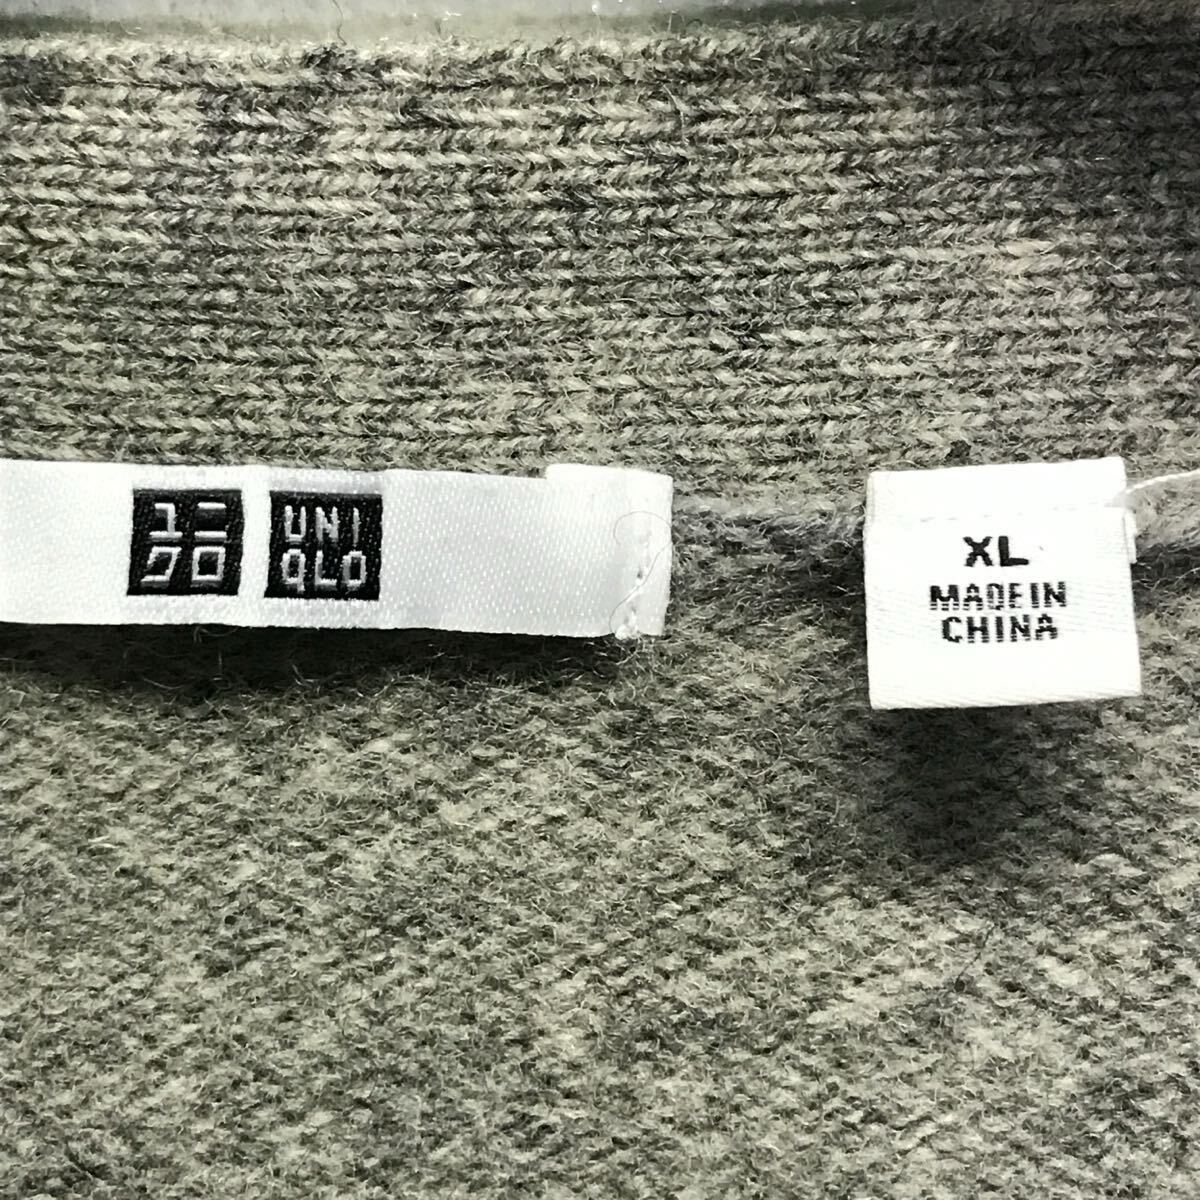 ユニ
クロ
UNI
QLO
XL
MADE IN
CHINA